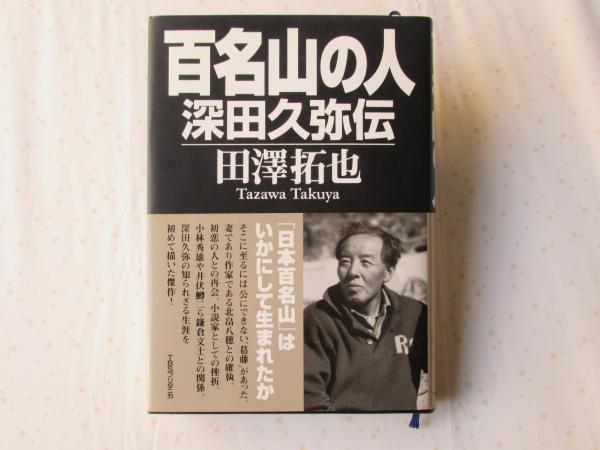 百名山の人
深田久弥伝
田澤拓也
Tazawa Takuya
「日本百名山」は
いかにして生まれたか
そこに至るには公にできない〝葛藤〟があった。
妻であり作家である北畠八穂との確執、
初恋の人との再会、小説家としての挫折、
小林秀雄や井伏鱒二ら鎌倉文士との関係。
深田久弥の知られざる生涯を
初めて描いた傑作！
TBSブリタニカ